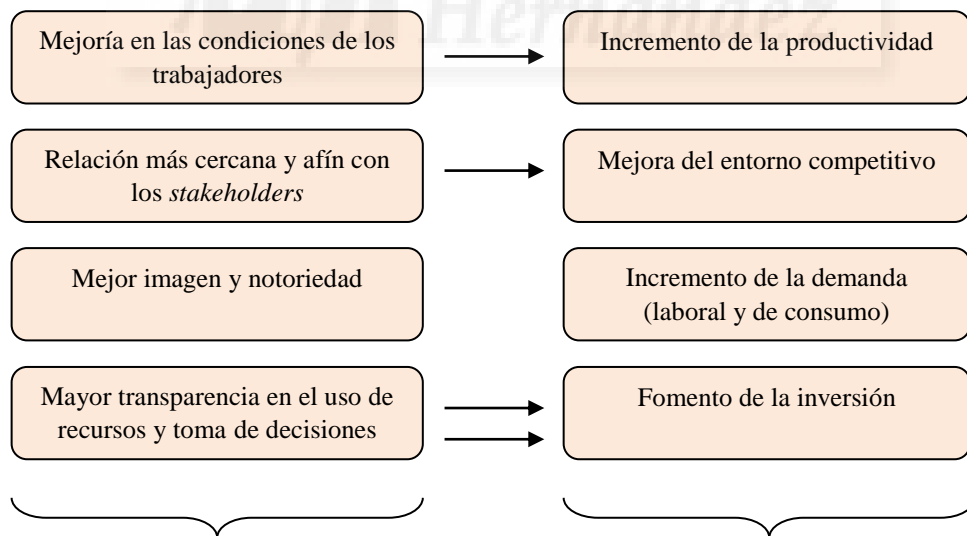 Hernández
Mejoría en las condiciones de los
trabajadores
Incremento de la productividad
Relación más cercana y afín con
los stakeholders
Mejora del entorno competitivo
Mejor imagen y notoriedad
Incremento de la demanda
(laboral y de consumo)
Mayor transparencia en el uso de
recursos y toma de decisiones
Fomento de la inversión